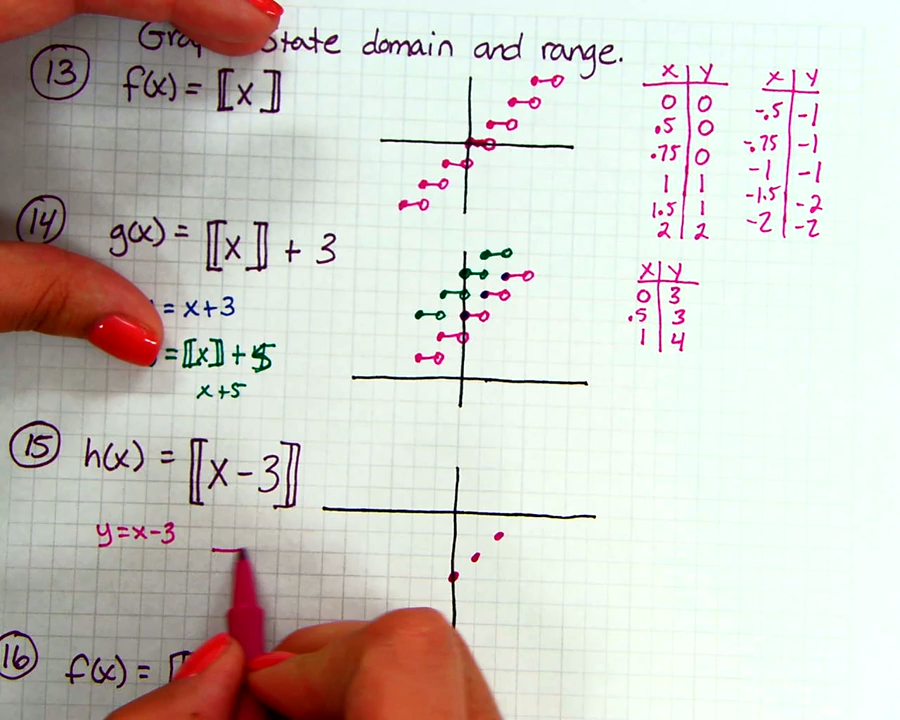 State domain and range.
13 f(x) = ⟦x⟧
x | y
0 | 0
.5 | 0
.75 | 0
1 | 1
1.5 | 1
2 | 2
x | y
-.5 | -1
-.75 | -1
-1 | -1
-1.5 | -2
-2 | -2
14 g(x) = ⟦x⟧ + 3
= x+3
= ⟦x⟧ + 5
x+5
x | y
0 | 3
.5 | 3
1 | 4
15 h(x) = ⟦x - 3⟧
y = x-3
16 f(x) = ⟦